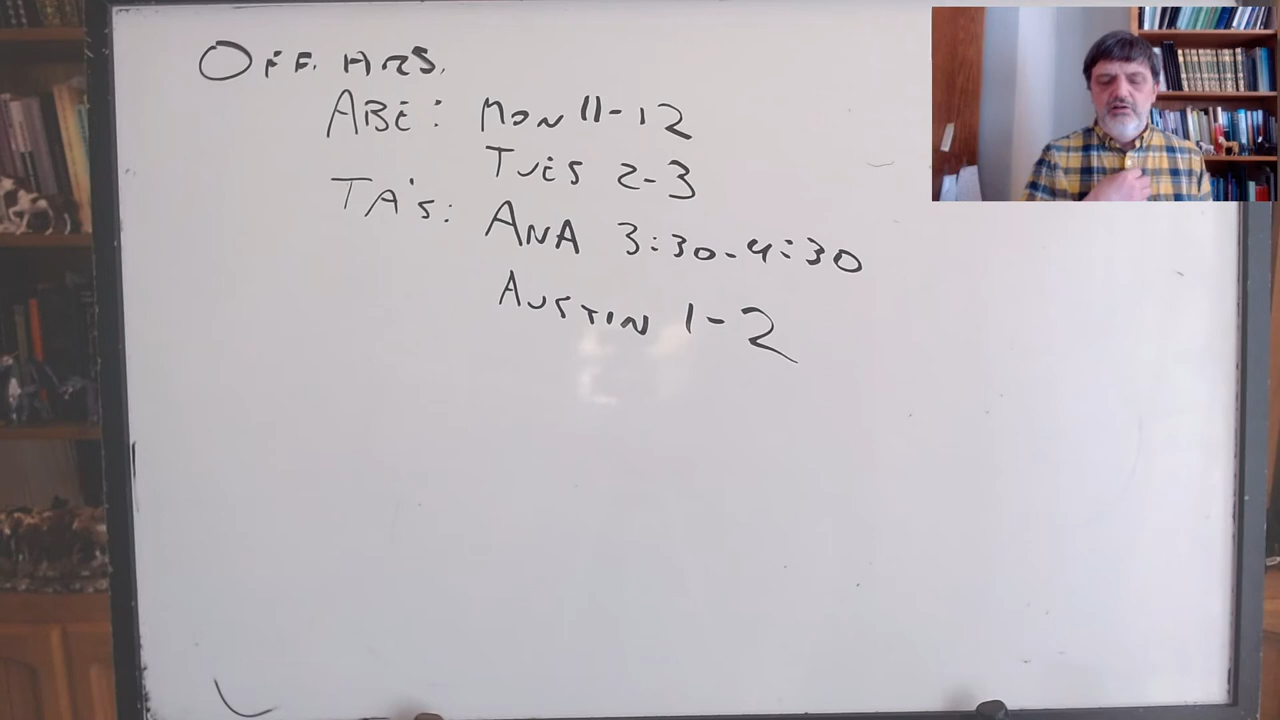 OFF. HRS.
ABE: MON 11-12
TUES 2-3
TA'S: ANA 3:30-4:30
AUSTIN 1-2